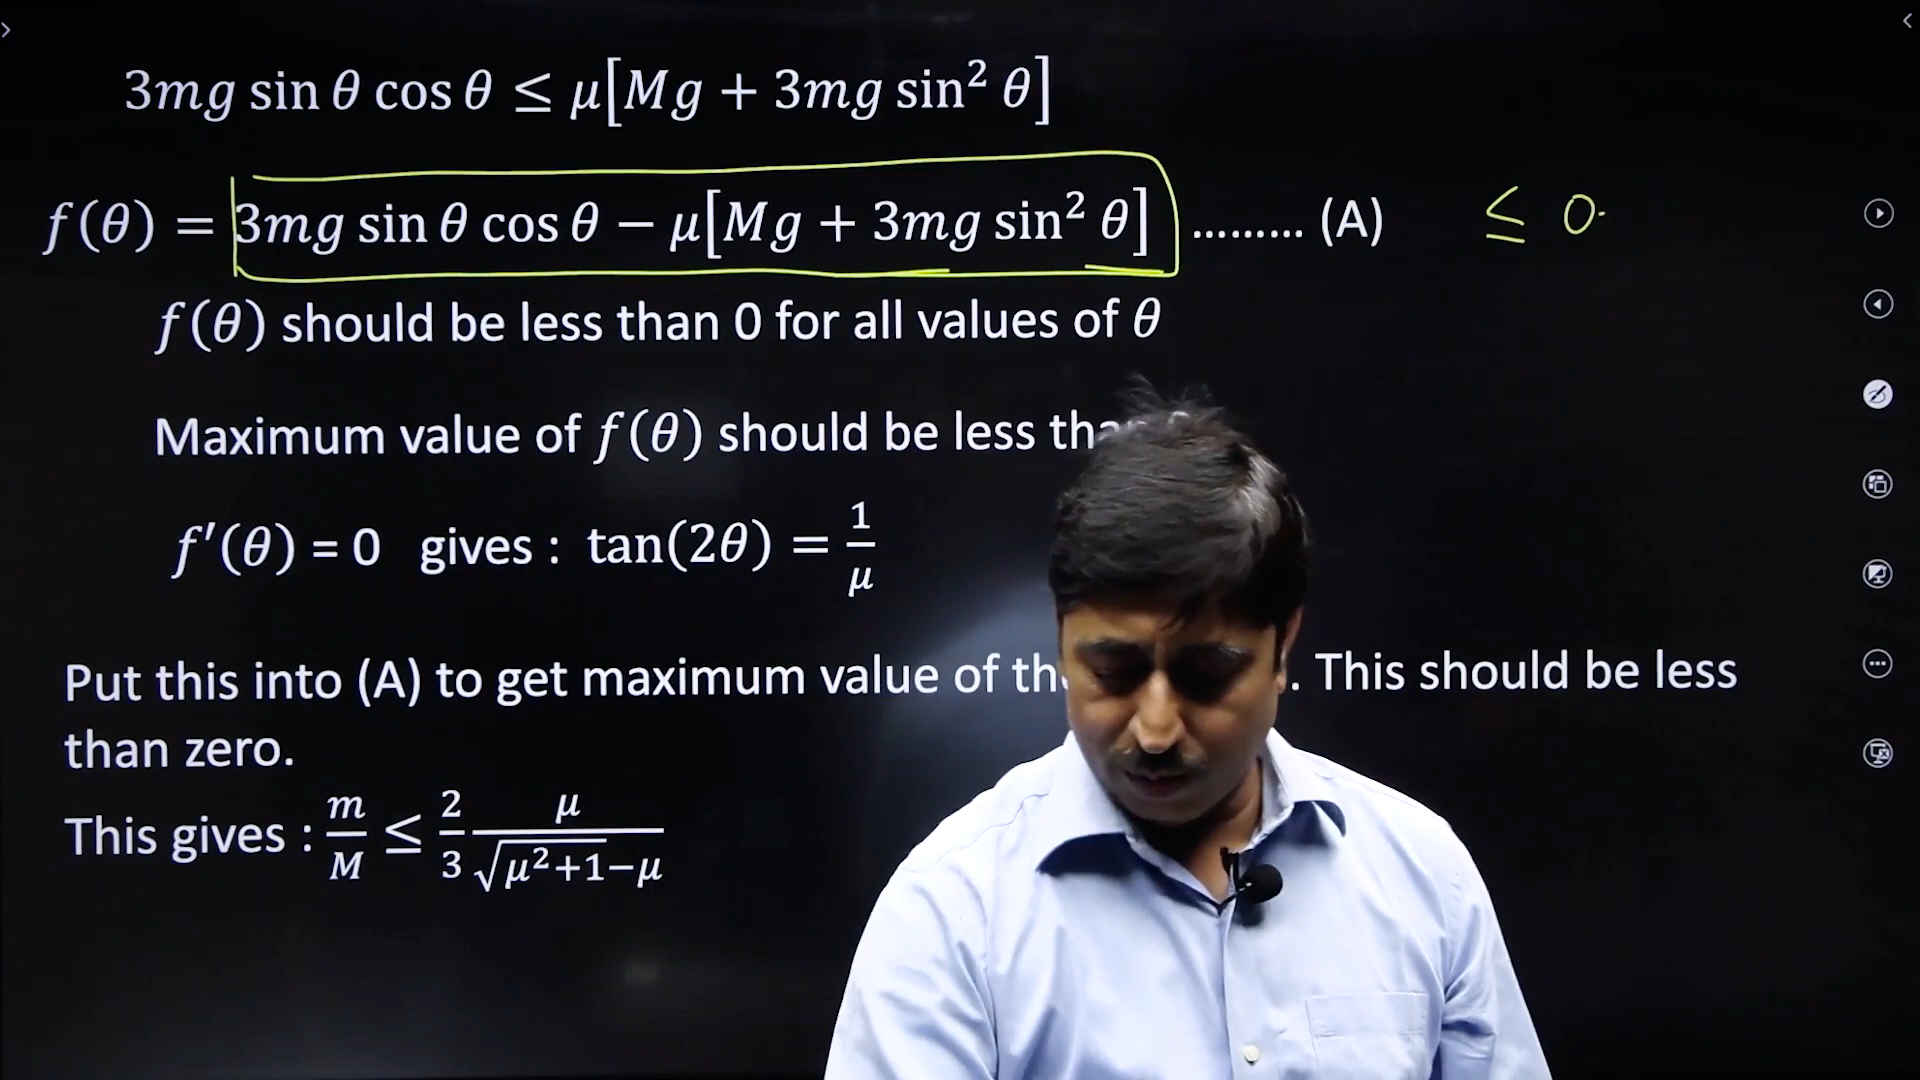 3mg sin θ cos θ ≤ μ[Mg + 3mg sin² θ]
f(θ) = 3mg sin θ cos θ − μ[Mg + 3mg sin² θ] ......... (A) ≤ 0.
f(θ) should be less than 0 for all values of θ
Maximum value of f(θ) should be less
f′(θ) = 0 gives : tan(2θ) = 1/μ
Put this into (A) to get maximum value of . This should be less
than zero.
This gives : m/M ≤ 2/3 μ/(√(μ²+1)−μ)